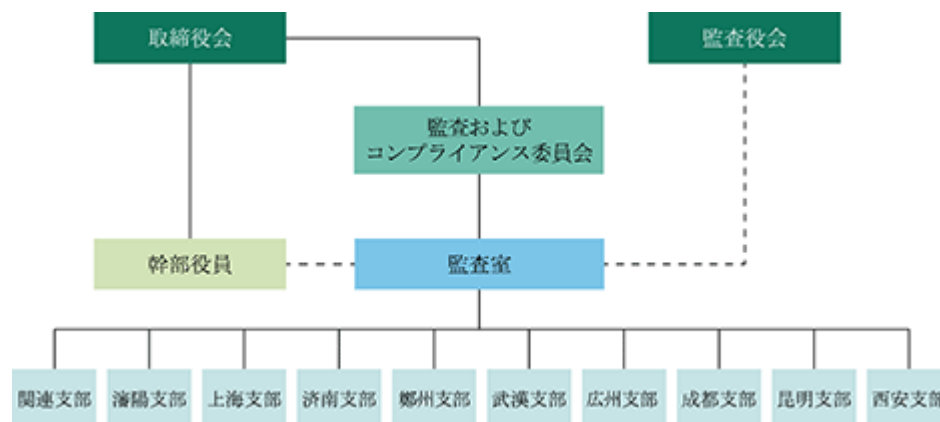 取締役会
監査役会
監査および
コンプライアンス委員会
幹部役員
監査室
関連支部
瀋陽支部
上海支部
済南支部
鄭州支部
武漢支部
広州支部
成都支部
昆明支部
西安支部